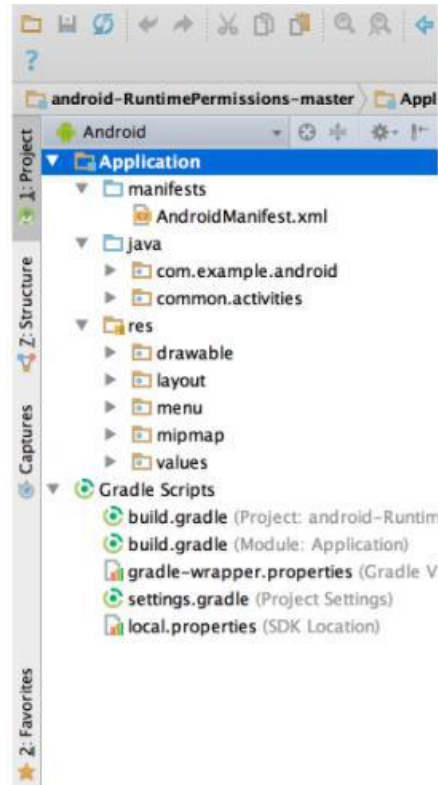 ?
android-RuntimePermissions-master Appl
Android
Application
manifests
AndroidManifest.xml
java
com.example.android
common.activities
res
drawable
layout
menu
mipmap
values
Gradle Scripts
build.gradle (Project: android-Runtim
build.gradle (Module: Application)
gradle-wrapper.properties (Gradle V
settings.gradle (Project Settings)
local.properties (SDK Location)
1: Project
Z: Structure
Captures
2: Favorites